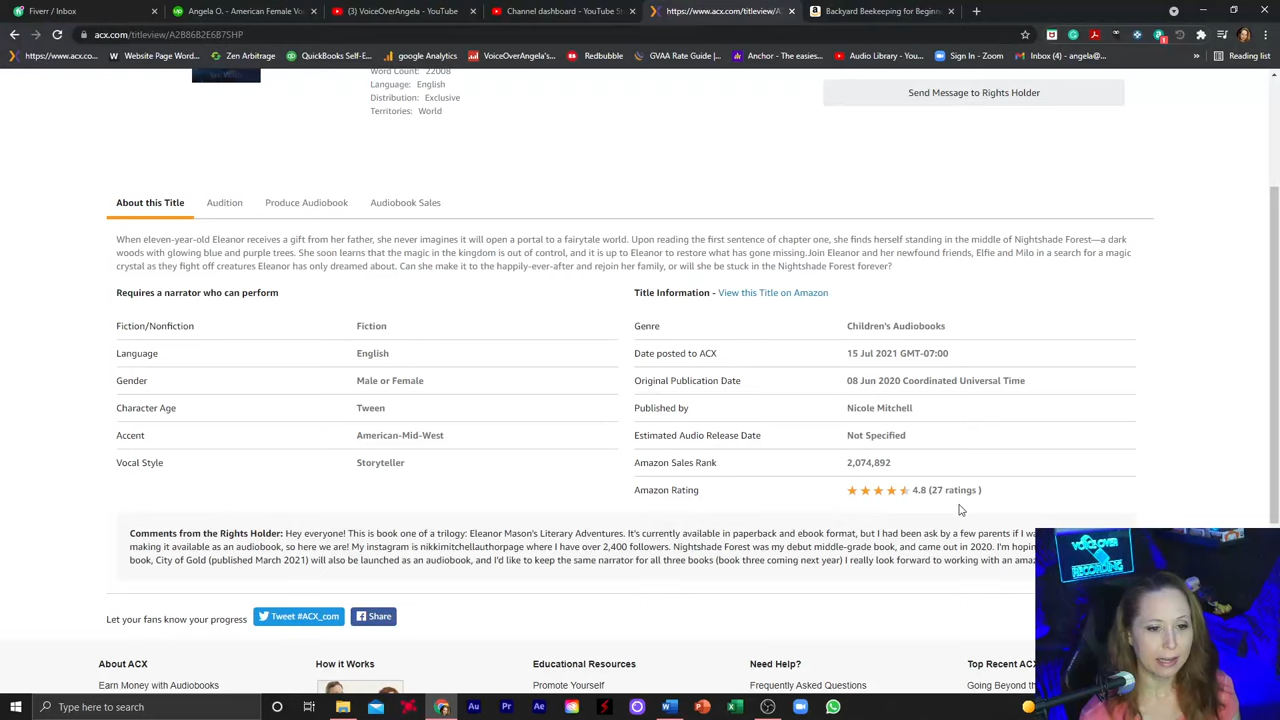 Fiverr / Inbox
Angela O. - American Female Vo
(3) VoiceOverAngela - YouTube
Channel dashboard - YouTube St
https://www.acx.com/titleview/A
Backyard Beekeeping for Beginn
acx.com/titleview/A2B86B2E6B7SHP
https://www.acx.co...
Website Page Word...
Zen Arbitrage
QuickBooks Self-E...
google Analytics
VoiceOverAngela's...
Redbubble
GVAA Rate Guide |...
Anchor - The easies...
Audio Library - You...
Sign In - Zoom
Inbox (4) - angela@...
»
Reading list
Word Count: 22008
Language: English
Distribution: Exclusive
Territories: World
Send Message to Rights Holder
About this Title Audition Produce Audiobook Audiobook Sales
When eleven-year-old Eleanor receives a gift from her father, she never imagines it will open a portal to a fairytale world. Upon reading the first sentence of chapter one, she finds herself standing in the middle of Nightshade Forest—a dark
woods with glowing blue and purple trees. She soon learns that the magic in the kingdom is out of control, and it is up to Eleanor to restore what has gone missing.Join Eleanor and her newfound friends, Elfie and Milo in a search for a magic
crystal as they fight off creatures Eleanor has only dreamed about. Can she make it to the happily-ever-after and rejoin her family, or will she be stuck in the Nightshade Forest forever?
Requires a narrator who can perform
Fiction/Nonfiction Fiction
Language English
Gender Male or Female
Character Age Tween
Accent American-Mid-West
Vocal Style Storyteller
Title Information - View this Title on Amazon
Genre Children's Audiobooks
Date posted to ACX 15 Jul 2021 GMT-07:00
Original Publication Date 08 Jun 2020 Coordinated Universal Time
Published by Nicole Mitchell
Estimated Audio Release Date Not Specified
Amazon Sales Rank 2,074,892
Amazon Rating 4.8 (27 ratings )
Comments from the Rights Holder: Hey everyone! This is book one of a trilogy: Eleanor Mason's Literary Adventures. It's currently available in paperback and ebook format, but I had been ask by a few parents if I wa
making it available as an audiobook, so here we are! My instagram is nikkimitchellauthorpage where I have over 2,400 followers. Nightshade Forest was my debut middle-grade book, and came out in 2020. I'm hopin
book, City of Gold (published March 2021) will also be launched as an audiobook, and I'd like to keep the same narrator for all three books (book three coming next year) I really look forward to working with an amaz
VOICE OVER
RECORDING
Let your fans know your progress Tweet #ACX_com Share
About ACX How it Works Educational Resources Need Help? Top Recent ACX
Earn Money with Audiobooks Promote Yourself Frequently Asked Questions Going Beyond th
Type here to search